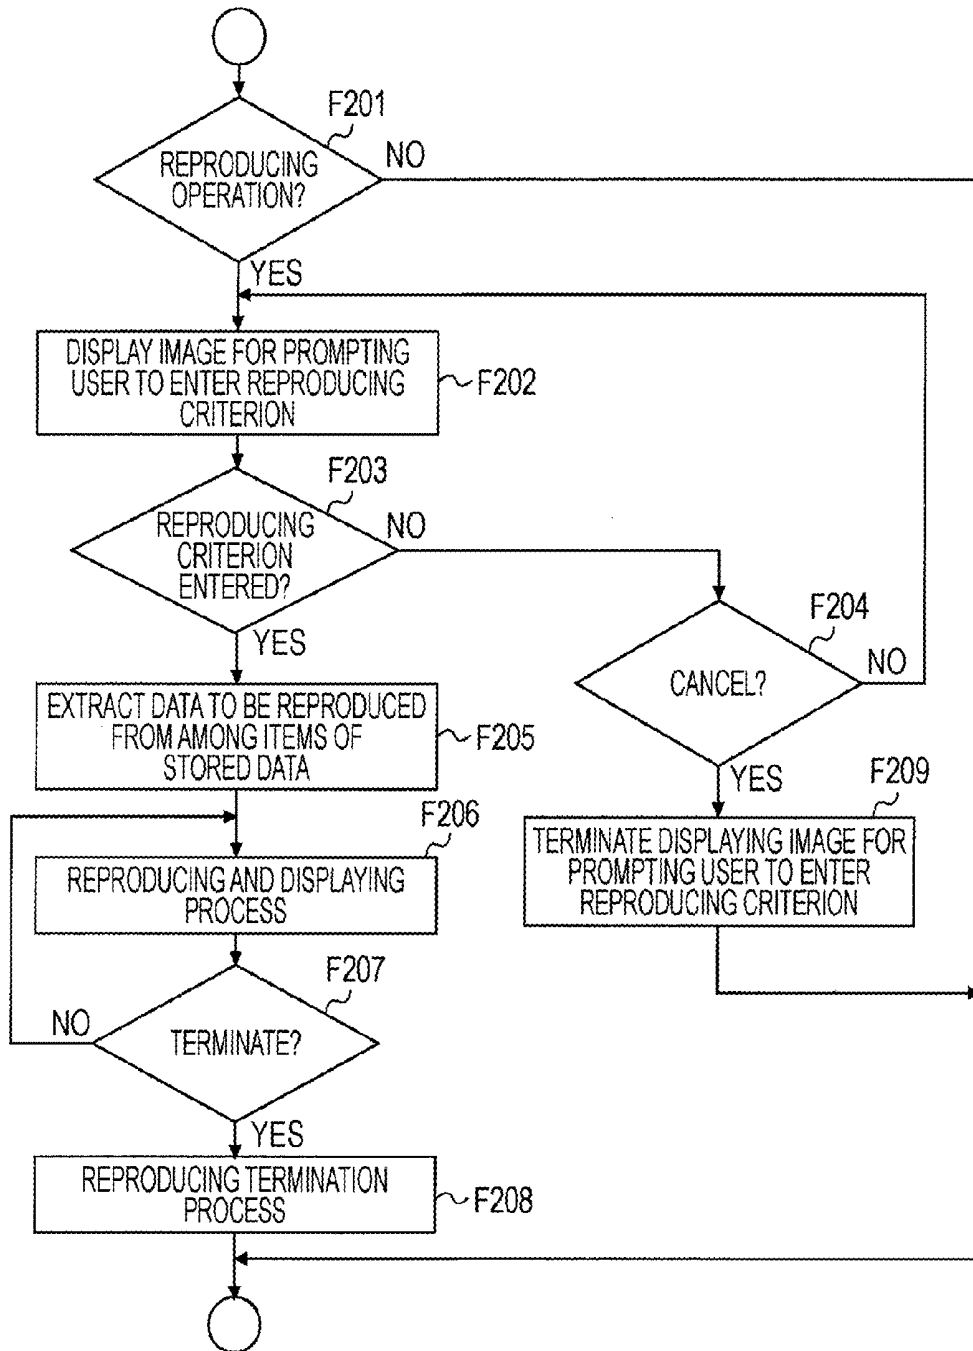 F201
REPRODUCING
OPERATION?
NO
YES
DISPLAY IMAGE FOR PROMPTING
USER TO ENTER REPRODUCING
CRITERION
F202
F203
REPRODUCING
CRITERION
ENTERED?
NO
YES
F204
CANCEL?
NO
YES
EXTRACT DATA TO BE REPRODUCED
FROM AMONG ITEMS OF
STORED DATA
F205
F209
TERMINATE DISPLAYING IMAGE FOR
PROMPTING USER TO ENTER
REPRODUCING CRITERION
F206
REPRODUCING AND DISPLAYING
PROCESS
F207
TERMINATE?
NO
YES
REPRODUCING TERMINATION
PROCESS
F208